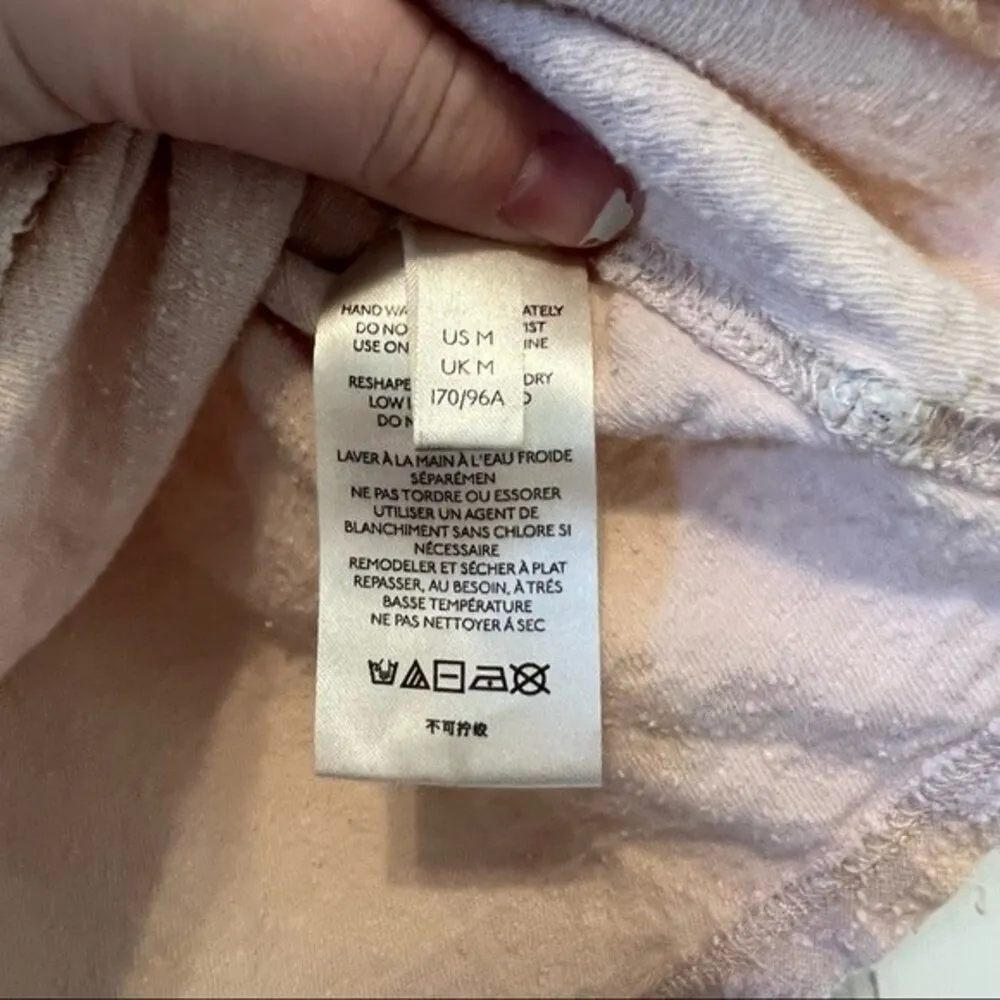 HAND WA ATELY
DO NO IST
USE ON INE
RESHAPE DRY
LOW
DO N
US M
UK M
170/96A
LAVER À LA MAIN À L'EAU FROIDE
SÉPARÉMEN
NE PAS TORDRE OU ESSORER
UTILISER UN AGENT DE
BLANCHIMENT SANS CHLORE SI
NÉCESSAIRE
REMODELER ET SÉCHER À PLAT
REPASSER, AU BESOIN, À TRÉS
BASSE TEMPÉRATURE
NE PAS NETTOYER Á SEC
不可拧绞